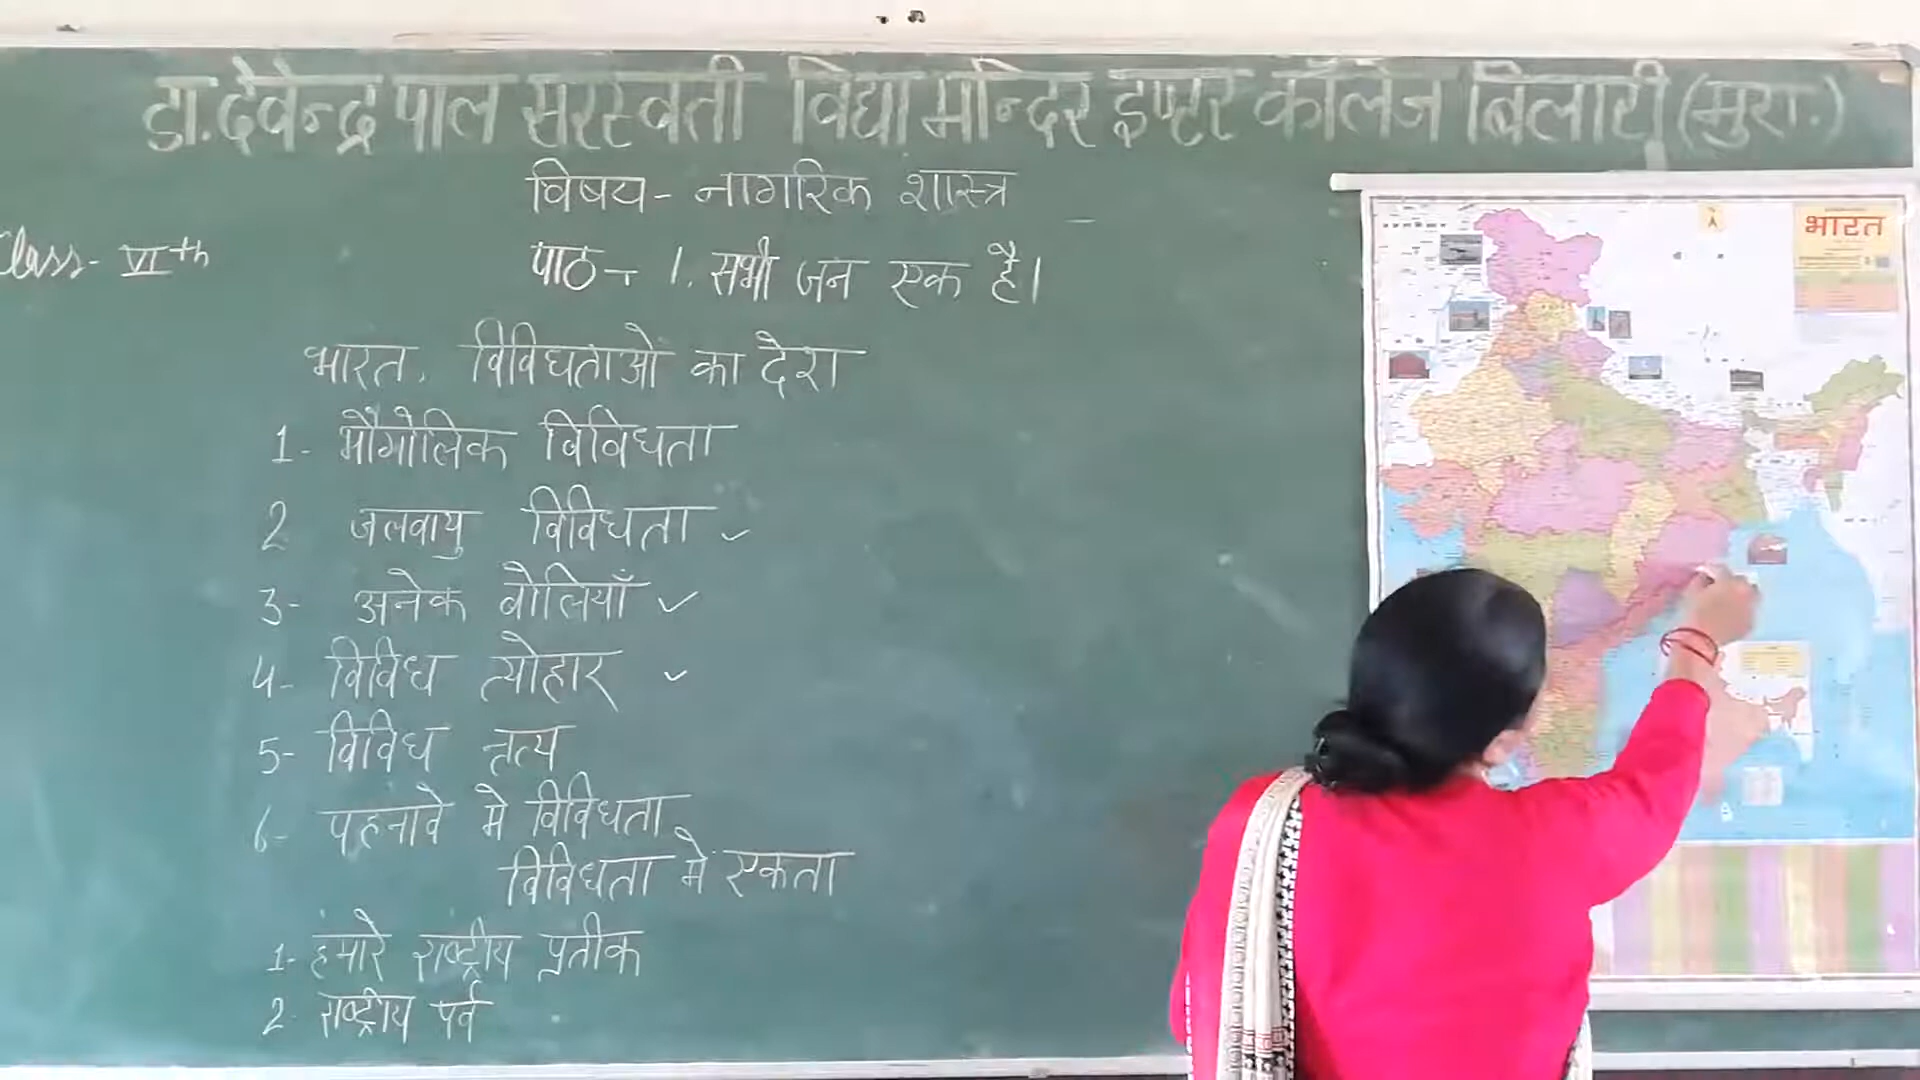 डा. देवेन्द्र पाल सरस्वती विद्या मन्दिर इण्टर कॉलेज बिलारी (मुरा.)
विषय- नागरिक शास्त्र
Class- VIth
पाठ- 1. सभी जन एक है।
भारत, विविधताओं का देश
1- भौगोलिक विविधता
2 जलवायु विविधता ✓
3- अनेक बोलियाँ ✓
4- विविध त्योहार ✓
5- विविध नृत्य
6- पहनावे मे विविधता
विविधता में एकता
1- हमारे राष्ट्रीय प्रतीक
2- राष्ट्रीय पर्व
भारत